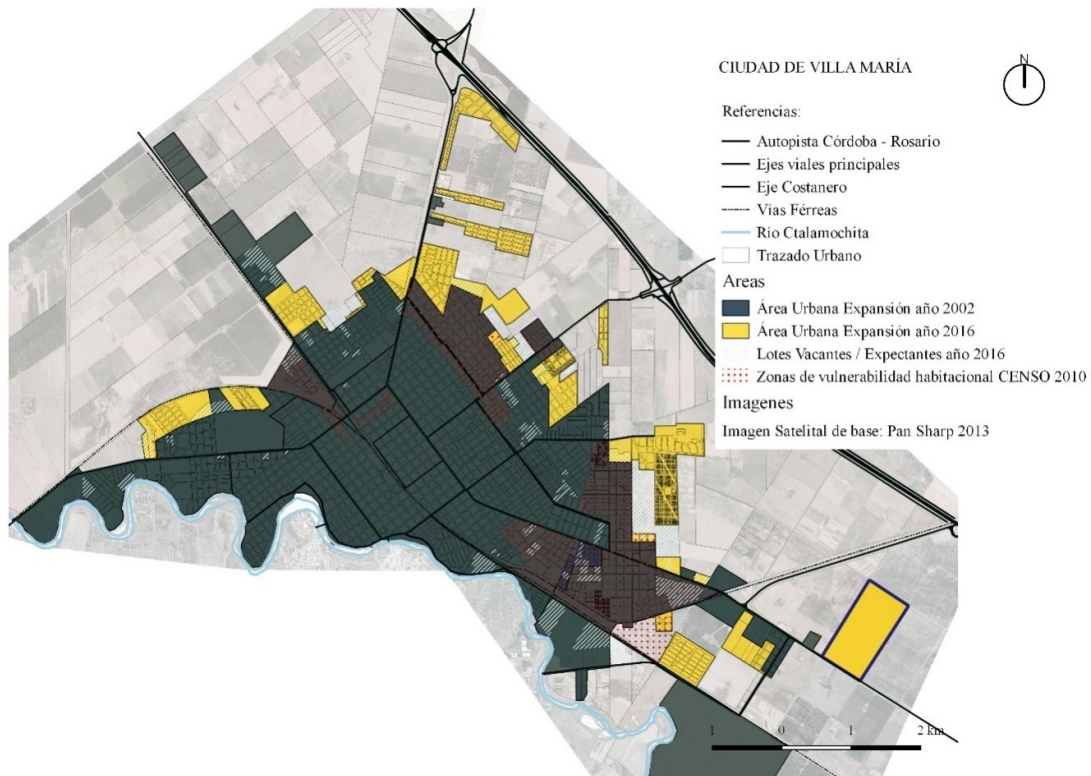 CIUDAD DE VILLA MARÍA
N
Referencias:
Autopista Córdoba - Rosario
Ejes viales principales
Eje Costanero
Vias Férreas
Río Ctalamochita
Trazado Urbano
Areas
Área Urbana Expansión año 2002
Área Urbana Expansión año 2016
Lotes Vacantes / Expectantes año 2016
Zonas de vulnerabilidad habitacional CENSO 2010
Imagenes
Imagen Satelital de base: Pan Sharp 2013
1 0 1 2 km